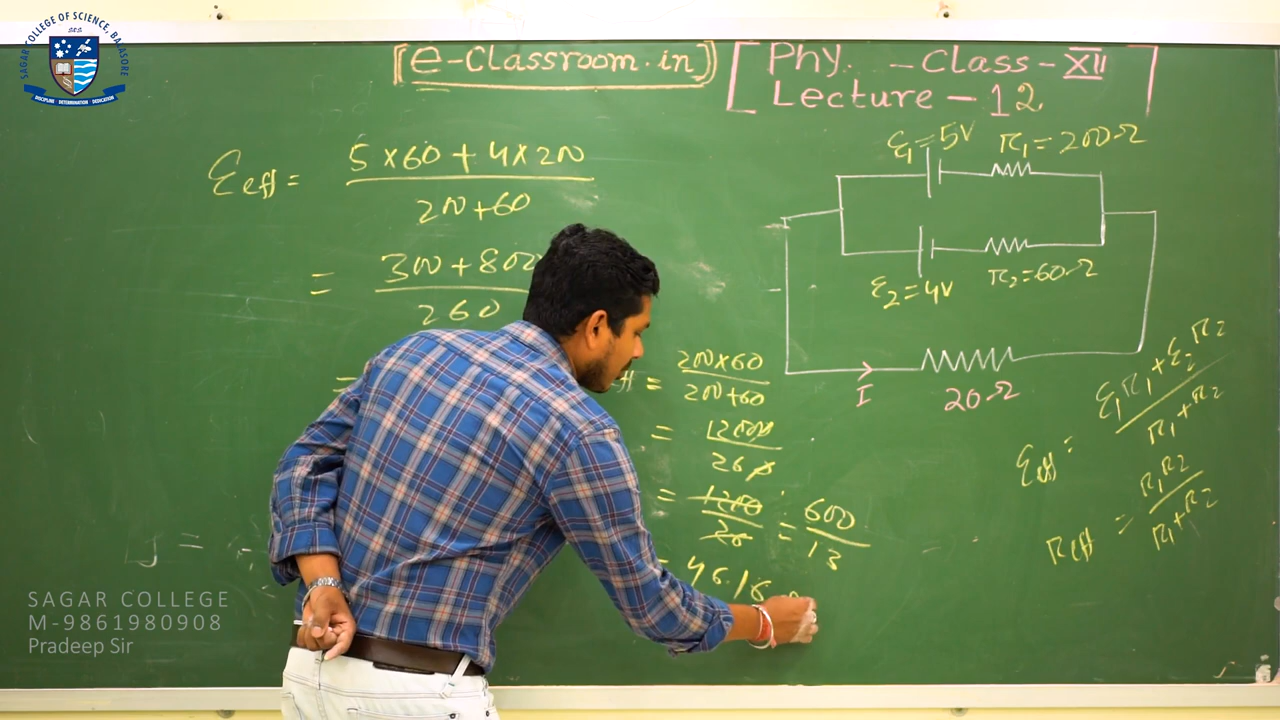 SAGAR COLLEGE OF SCIENCE, BALASORE
DISCIPLINE DETERMINATION DEDICATION
[e-Classroom.in]
[Phy. - Class - XII
Lecture - 12.]
ε1 = 5V r1 = 200Ω
ε2 = 4V r2 = 60Ω
I 20Ω
εeff = 5×60 + 4×200 / 200+60
= 300 + 800 / 260
=
eff = 200×60 / 200+60
= 12000 / 260
= 1200 / 26 = 600 / 13
= 46.16
εeff = ε1r1 + ε2r2 / r1+r2
reff = r1r2 / r1+r2
SAGAR COLLEGE
M-9861980908
Pradeep Sir